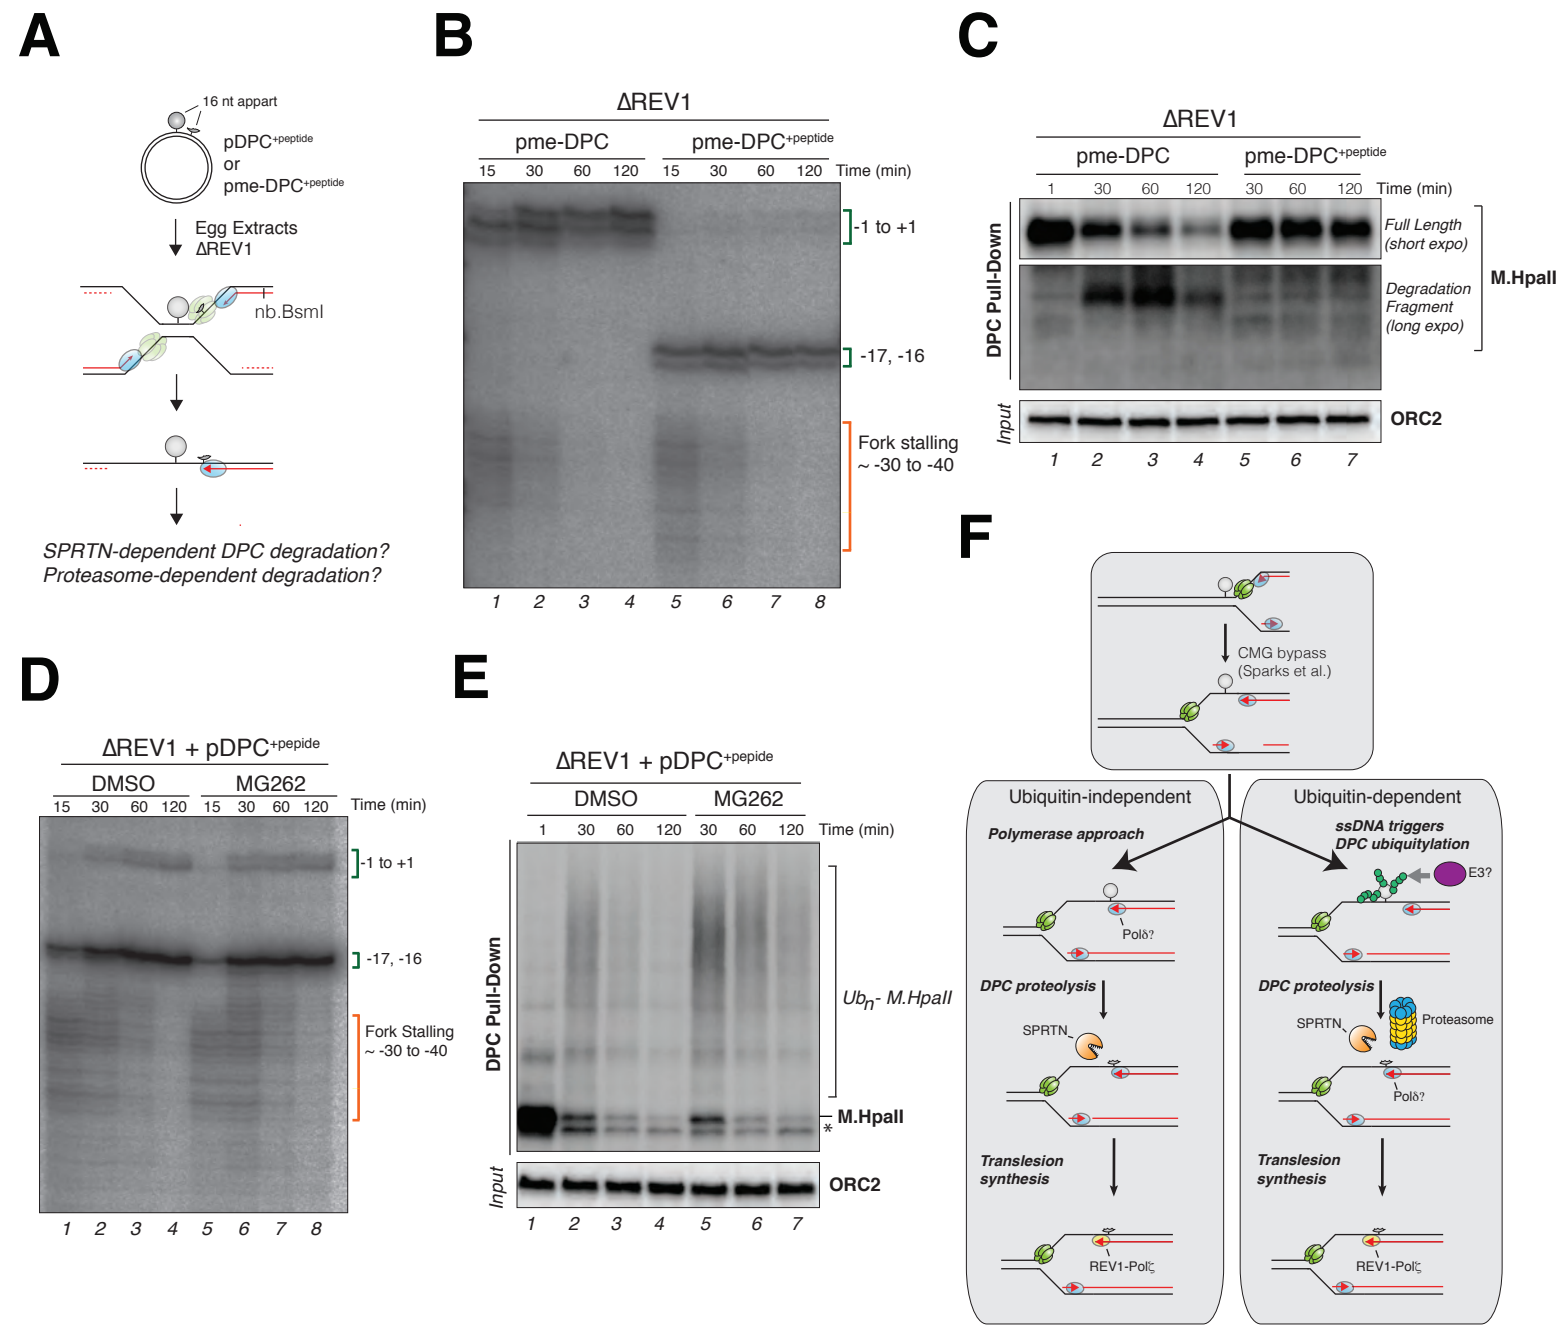 A
16 nt appart
pDPC+peptide
or
pme-DPC+peptide
Egg Extracts
ΔREV1
nb.BsmI
SPRTN-dependent DPC degradation?
Proteasome-dependent degradation?
B
ΔREV1
pme-DPC pme-DPC+peptide
15 30 60 120 15 30 60 120 Time (min)
-1 to +1
-17, -16
Fork stalling
~ -30 to -40
1 2 3 4 5 6 7 8
C
ΔREV1
pme-DPC pme-DPC+peptide
1 30 60 120 30 60 120 Time (min)
DPC Pull-Down
Full Length
(short expo)
Degradation
Fragment
(long expo)
M.HpaII
Input
ORC2
1 2 3 4 5 6 7
D
ΔREV1 + pDPC+pepide
DMSO MG262
15 30 60 120 15 30 60 120 Time (min)
-1 to +1
-17, -16
Fork Stalling
~ -30 to -40
1 2 3 4 5 6 7 8
E
ΔREV1 + pDPC+pepide
DMSO MG262
1 30 60 120 30 60 120 Time (min)
DPC Pull-Down
Ubn- M.HpaII
M.HpaII
*
Input
ORC2
1 2 3 4 5 6 7
F
CMG bypass
(Sparks et al.)
Ubiquitin-independent
Polymerase approach
Polδ?
DPC proteolysis
SPRTN
Translesion
synthesis
REV1-Polζ
Ubiquitin-dependent
ssDNA triggers
DPC ubiquitylation
E3?
DPC proteolysis
SPRTN
Proteasome
Polδ?
Translesion
synthesis
REV1-Polζ